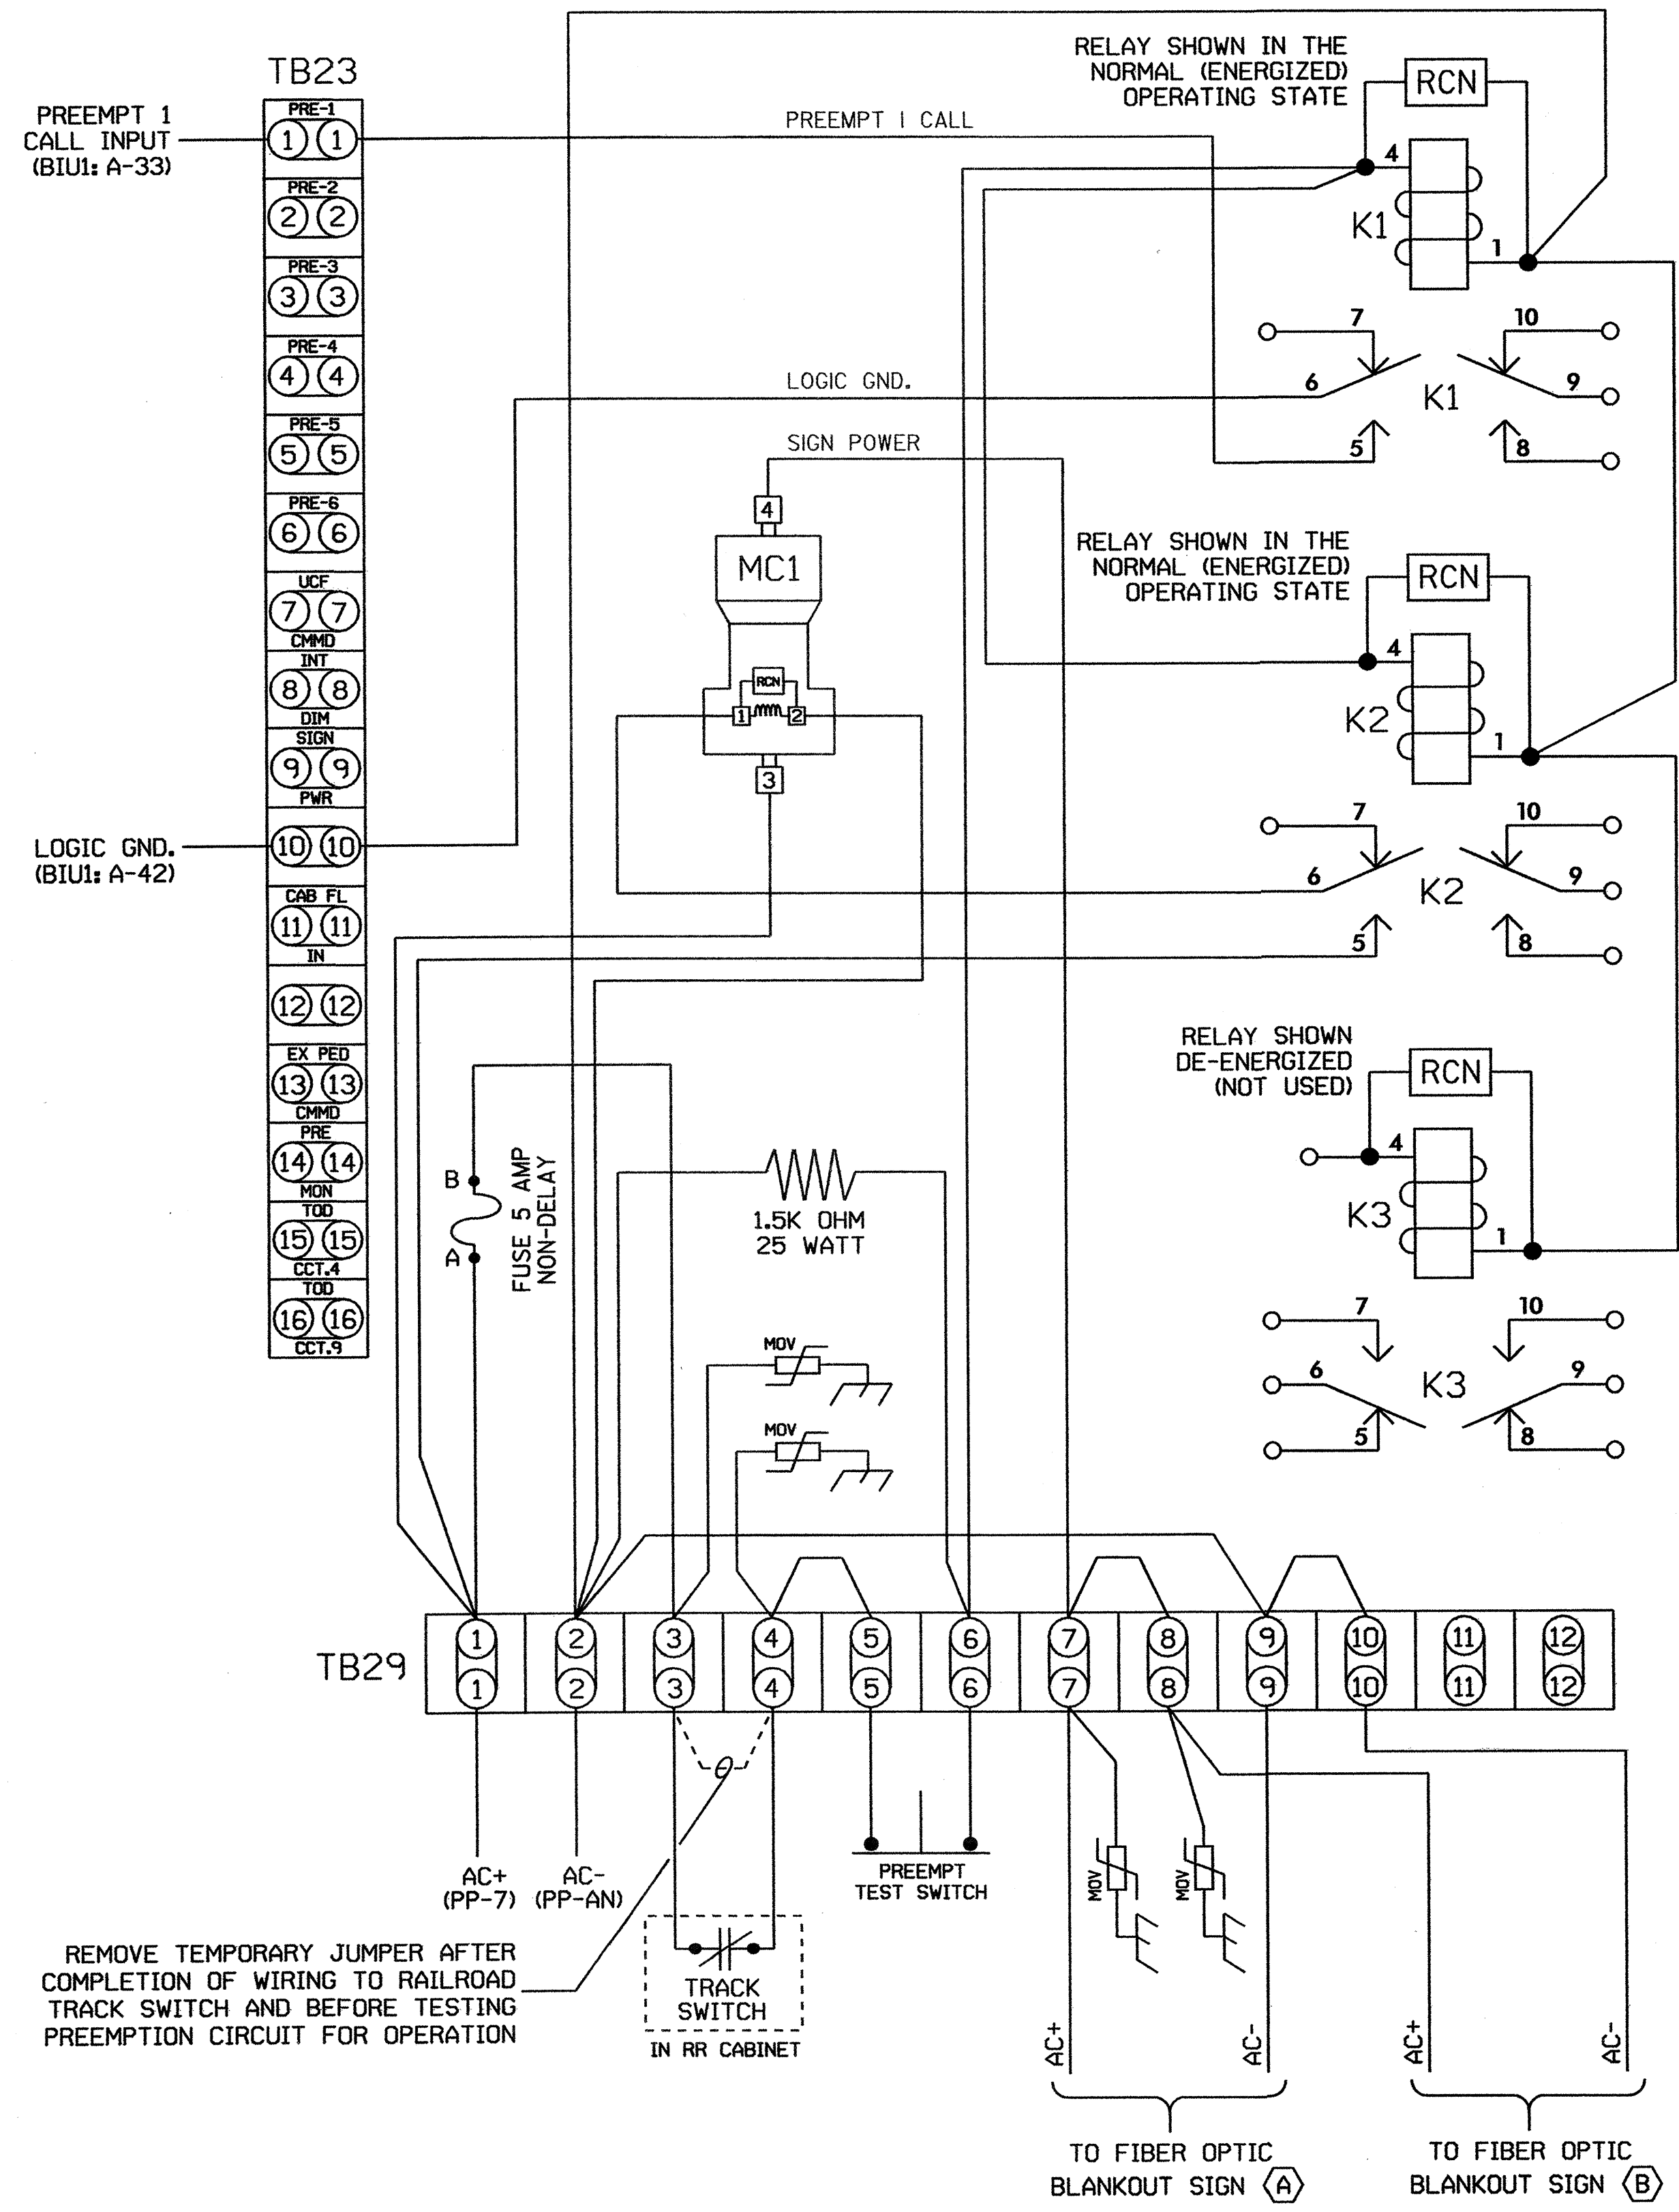 TB23
PREEMPT 1
CALL INPUT
(BIU1: A-33)
PRE-1
1 1
PRE-2
2 2
PRE-3
3 3
PRE-4
4 4
PRE-5
5 5
PRE-6
6 6
UCF
7 7
CMMD
INT
8 8
DIM
SIGN
9 9
PWR
LOGIC GND.
(BIU1: A-42)
10 10
CAB FL
11 11
IN
12 12
EX PED
13 13
CMMD
PRE
14 14
MON
TOD
15 15
CCT.4
TOD
16 16
CCT.9
PREEMPT 1 CALL
LOGIC GND.
SIGN POWER
RELAY SHOWN IN THE
NORMAL (ENERGIZED)
OPERATING STATE
RCN
4
K1
1
7
10
6
K1
9
5
8
4
MC1
RCN
1
2
3
RELAY SHOWN IN THE
NORMAL (ENERGIZED)
OPERATING STATE
RCN
4
K2
1
7
10
6
K2
9
5
8
RELAY SHOWN
DE-ENERGIZED
(NOT USED)
RCN
4
K3
1
7
10
6
K3
9
5
8
B
A
FUSE 5 AMP
NON-DELAY
1.5K OHM
25 WATT
MOV
MOV
TB29
1 2 3 4 5 6 7 8 9 10 11 12
1 2 3 4 5 6 7 8 9 10 11 12
AC+
(PP-7)
AC-
(PP-AN)
PREEMPT
TEST SWITCH
MOV
MOV
REMOVE TEMPORARY JUMPER AFTER
COMPLETION OF WIRING TO RAILROAD
TRACK SWITCH AND BEFORE TESTING
PREEMPTION CIRCUIT FOR OPERATION
TRACK
SWITCH
IN RR CABINET
AC+
AC-
AC+
AC-
TO FIBER OPTIC
BLANKOUT SIGN A
TO FIBER OPTIC
BLANKOUT SIGN B